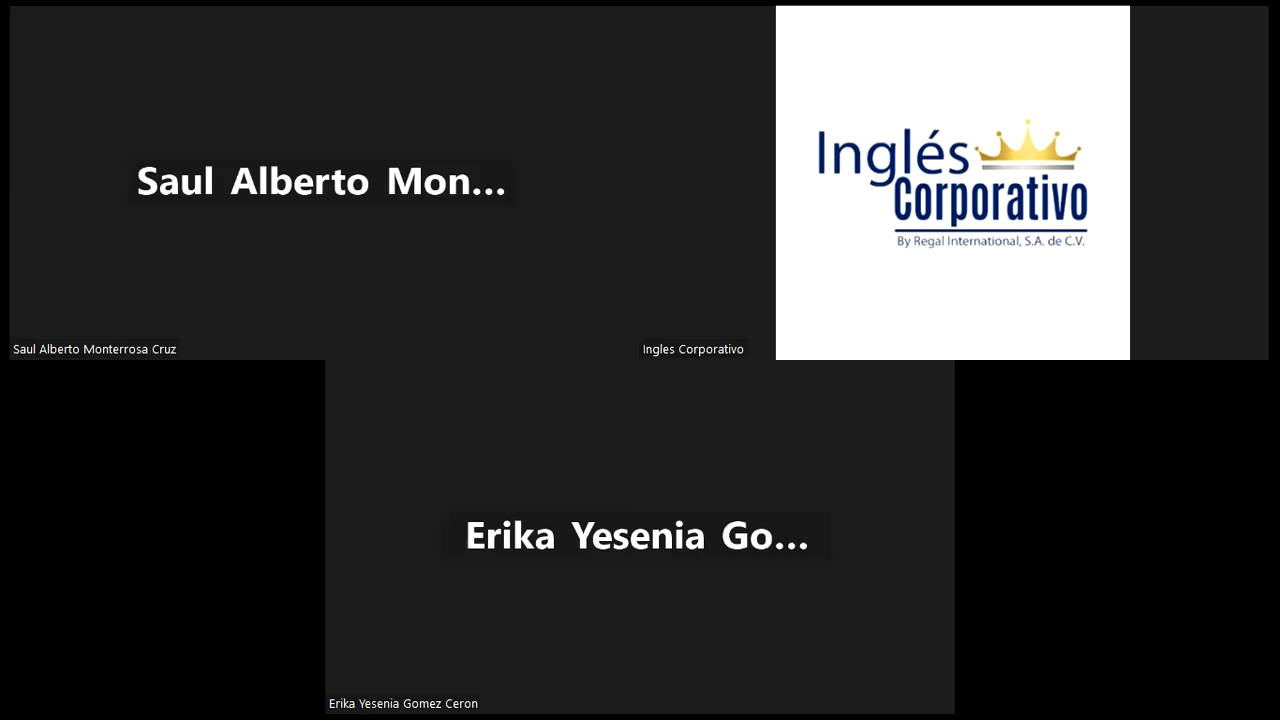 Saul Alberto Mon...
Saul Alberto Monterrosa Cruz
Inglés
Corporativo
By Regal International, S.A. de C.V.
Ingles Corporativo
Erika Yesenia Go...
Erika Yesenia Gomez Ceron